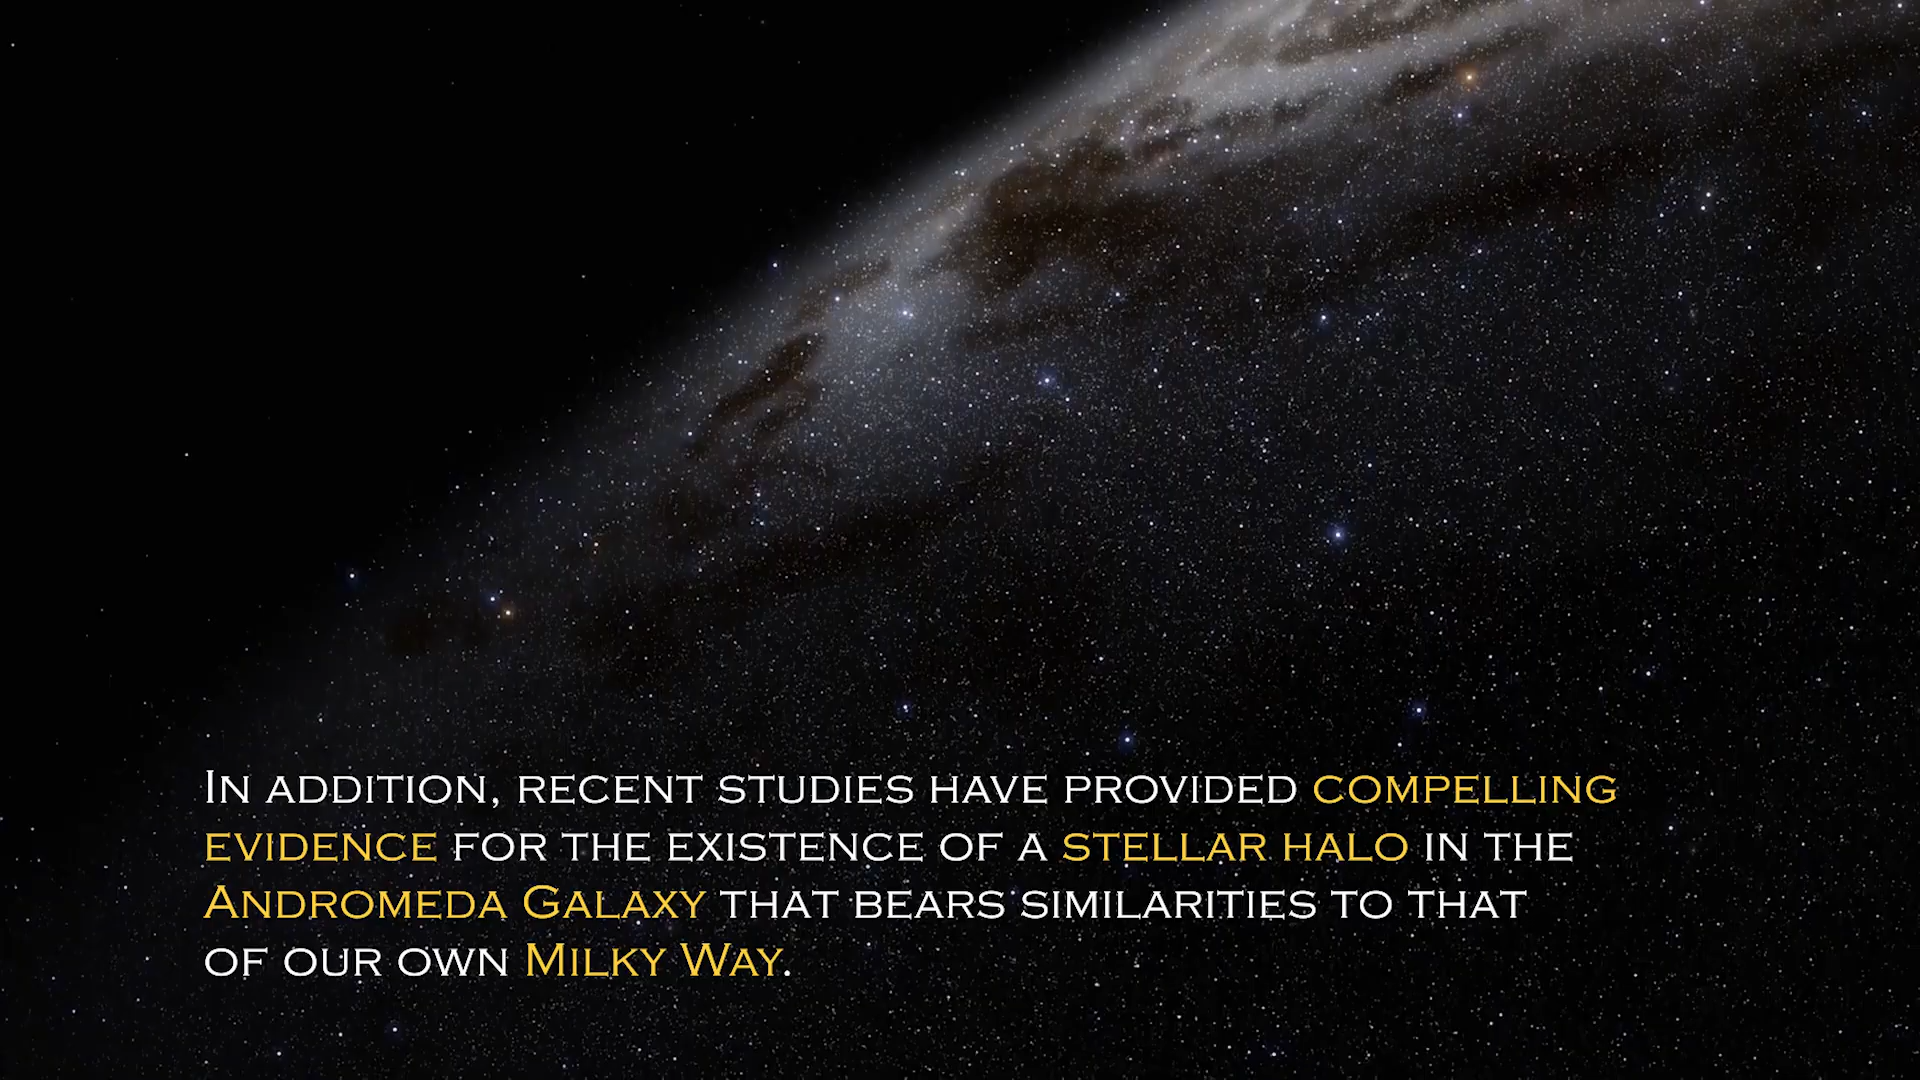 In addition, recent studies have provided compelling
evidence for the existence of a stellar halo in the
Andromeda Galaxy that bears similarities to that
of our own Milky Way.